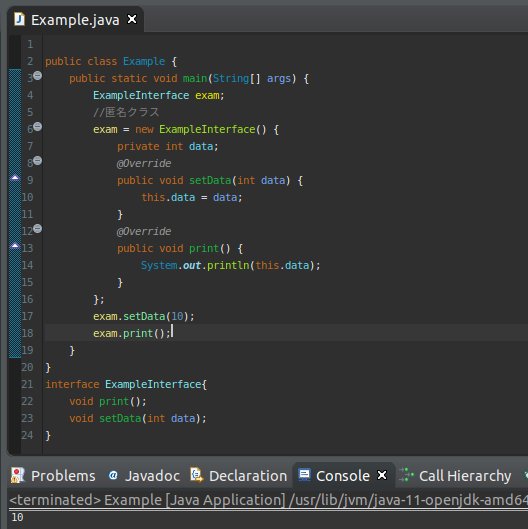 Example.java
1
2 public class Example {
3 public static void main(String[] args) {
4 ExampleInterface exam;
5 //匿名クラス
6 exam = new ExampleInterface() {
7 private int data;
8 @Override
9 public void setData(int data) {
10 this.data = data;
11 }
12 @Override
13 public void print() {
14 System.out.println(this.data);
15 }
16 };
17 exam.setData(10);
18 exam.print();
19 }
20 }
21 interface ExampleInterface{
22 void print();
23 void setData(int data);
24 }
Problems @ Javadoc Declaration Console Call Hierarchy
<terminated> Example [Java Application] /usr/lib/jvm/java-11-openjdk-amd64
10